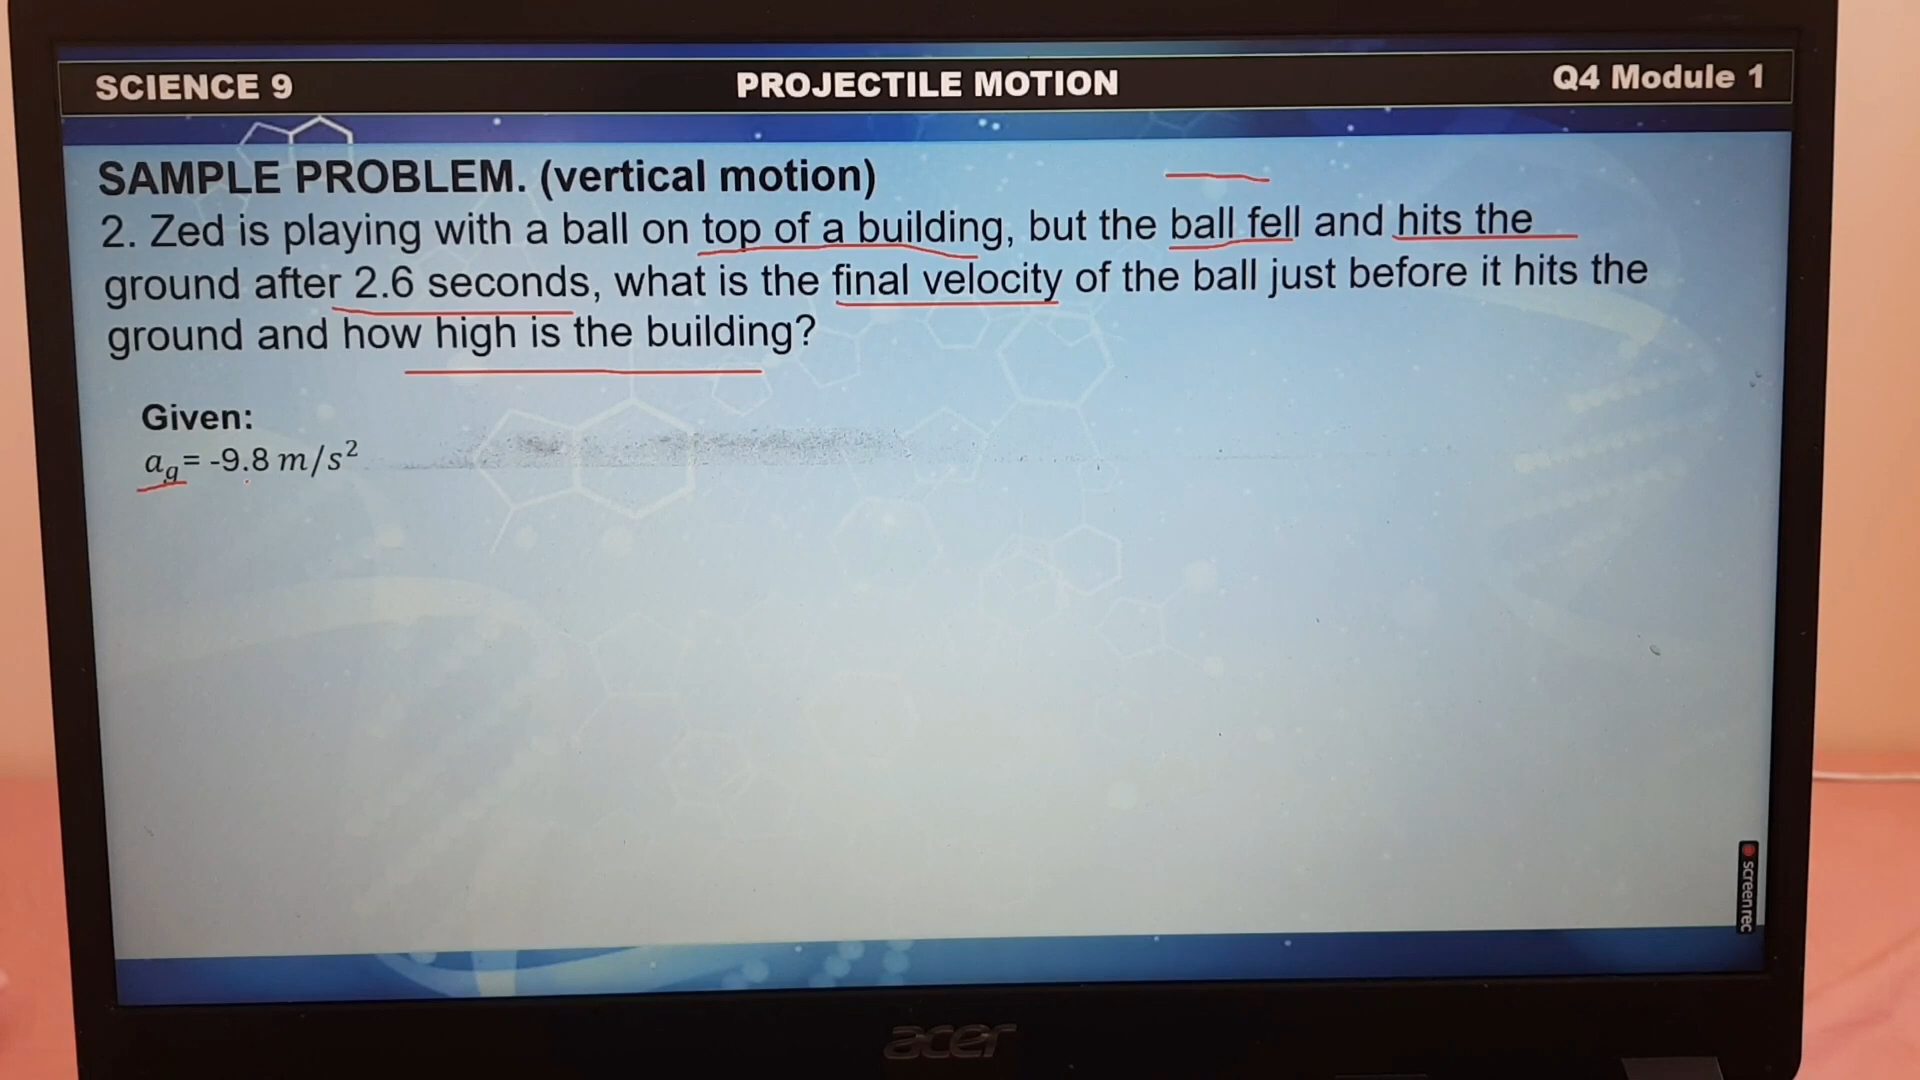 SCIENCE 9
PROJECTILE MOTION
Q4 Module 1
SAMPLE PROBLEM. (vertical motion)
2. Zed is playing with a ball on top of a building, but the ball fell and hits the
ground after 2.6 seconds, what is the final velocity of the ball just before it hits the
ground and how high is the building?
Given:
a_g= -9.8 m/s²
screenrec
acer